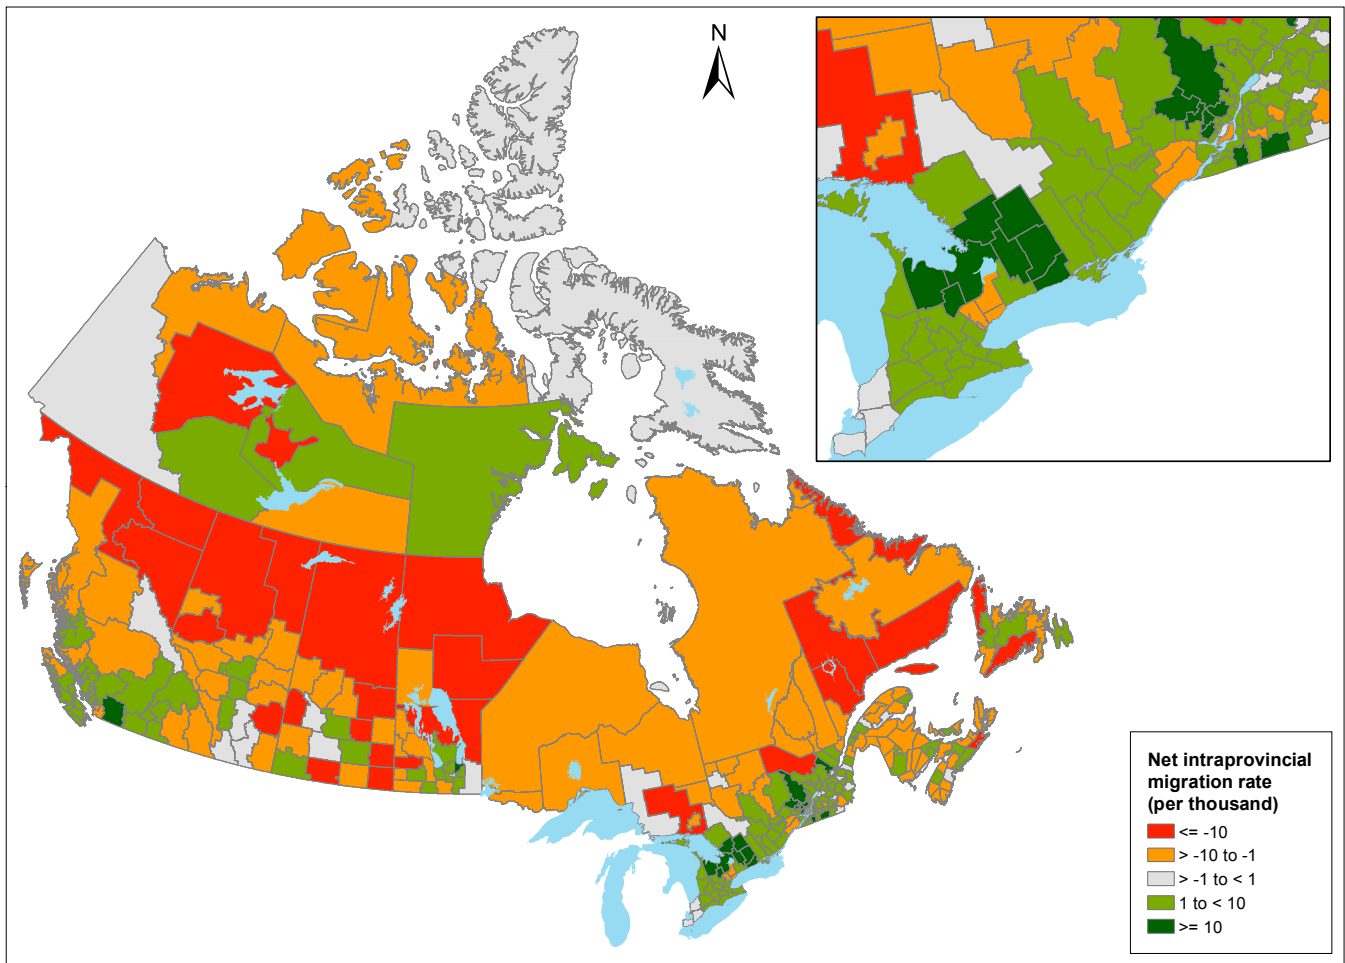 N
Net intraprovincial
migration rate
(per thousand)
<= -10
> -10 to -1
> -1 to < 1
1 to < 10
>= 10